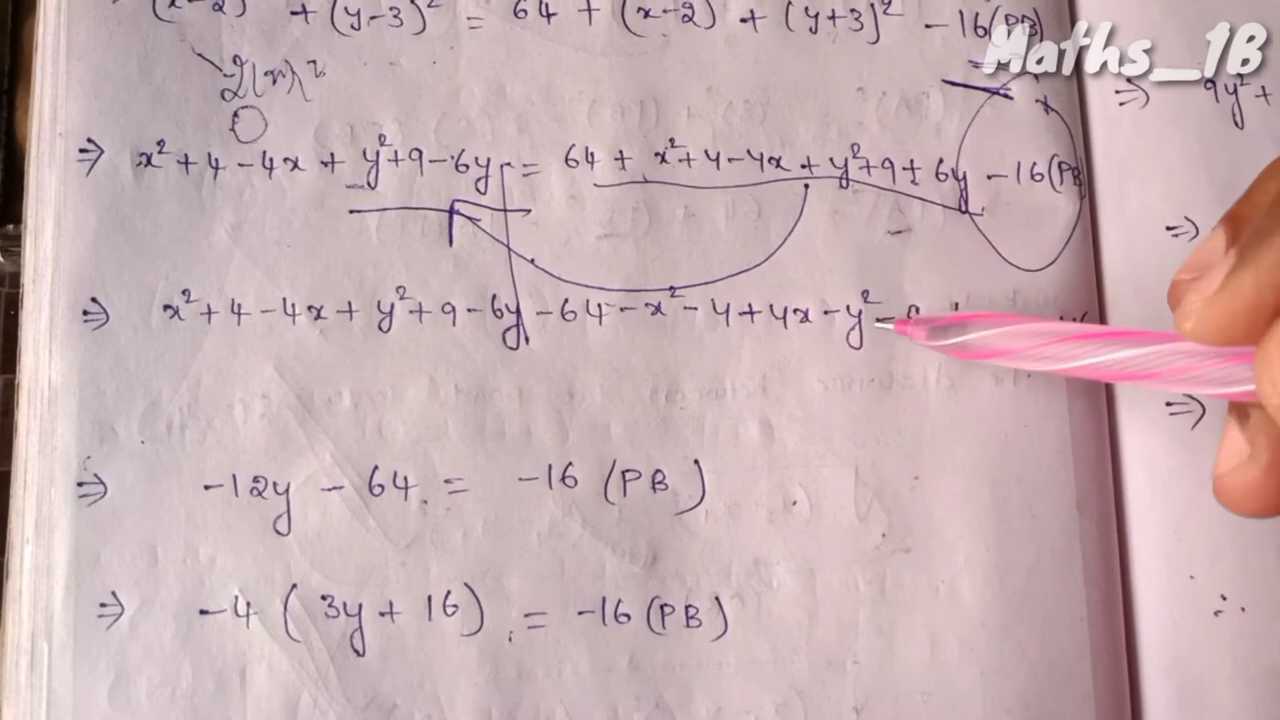 (x-2)² + (y-3)² = 64 + (x-2) + (y+3)² - 16(PB)
Maths_1B
⇒ 9y² +
⇒ x² + 4 - 4x + y² + 9 - 6y = 64 + x² + 4 - 4x + y² + 9 + 6y - 16(PB
⇒
⇒ x² + 4 - 4x + y² + 9 - 6y - 64 - x² - 4 + 4x - y² -
⇒
⇒ -12y - 64 = -16 (PB)
⇒ -4 (3y + 16) = -16 (PB)
∴